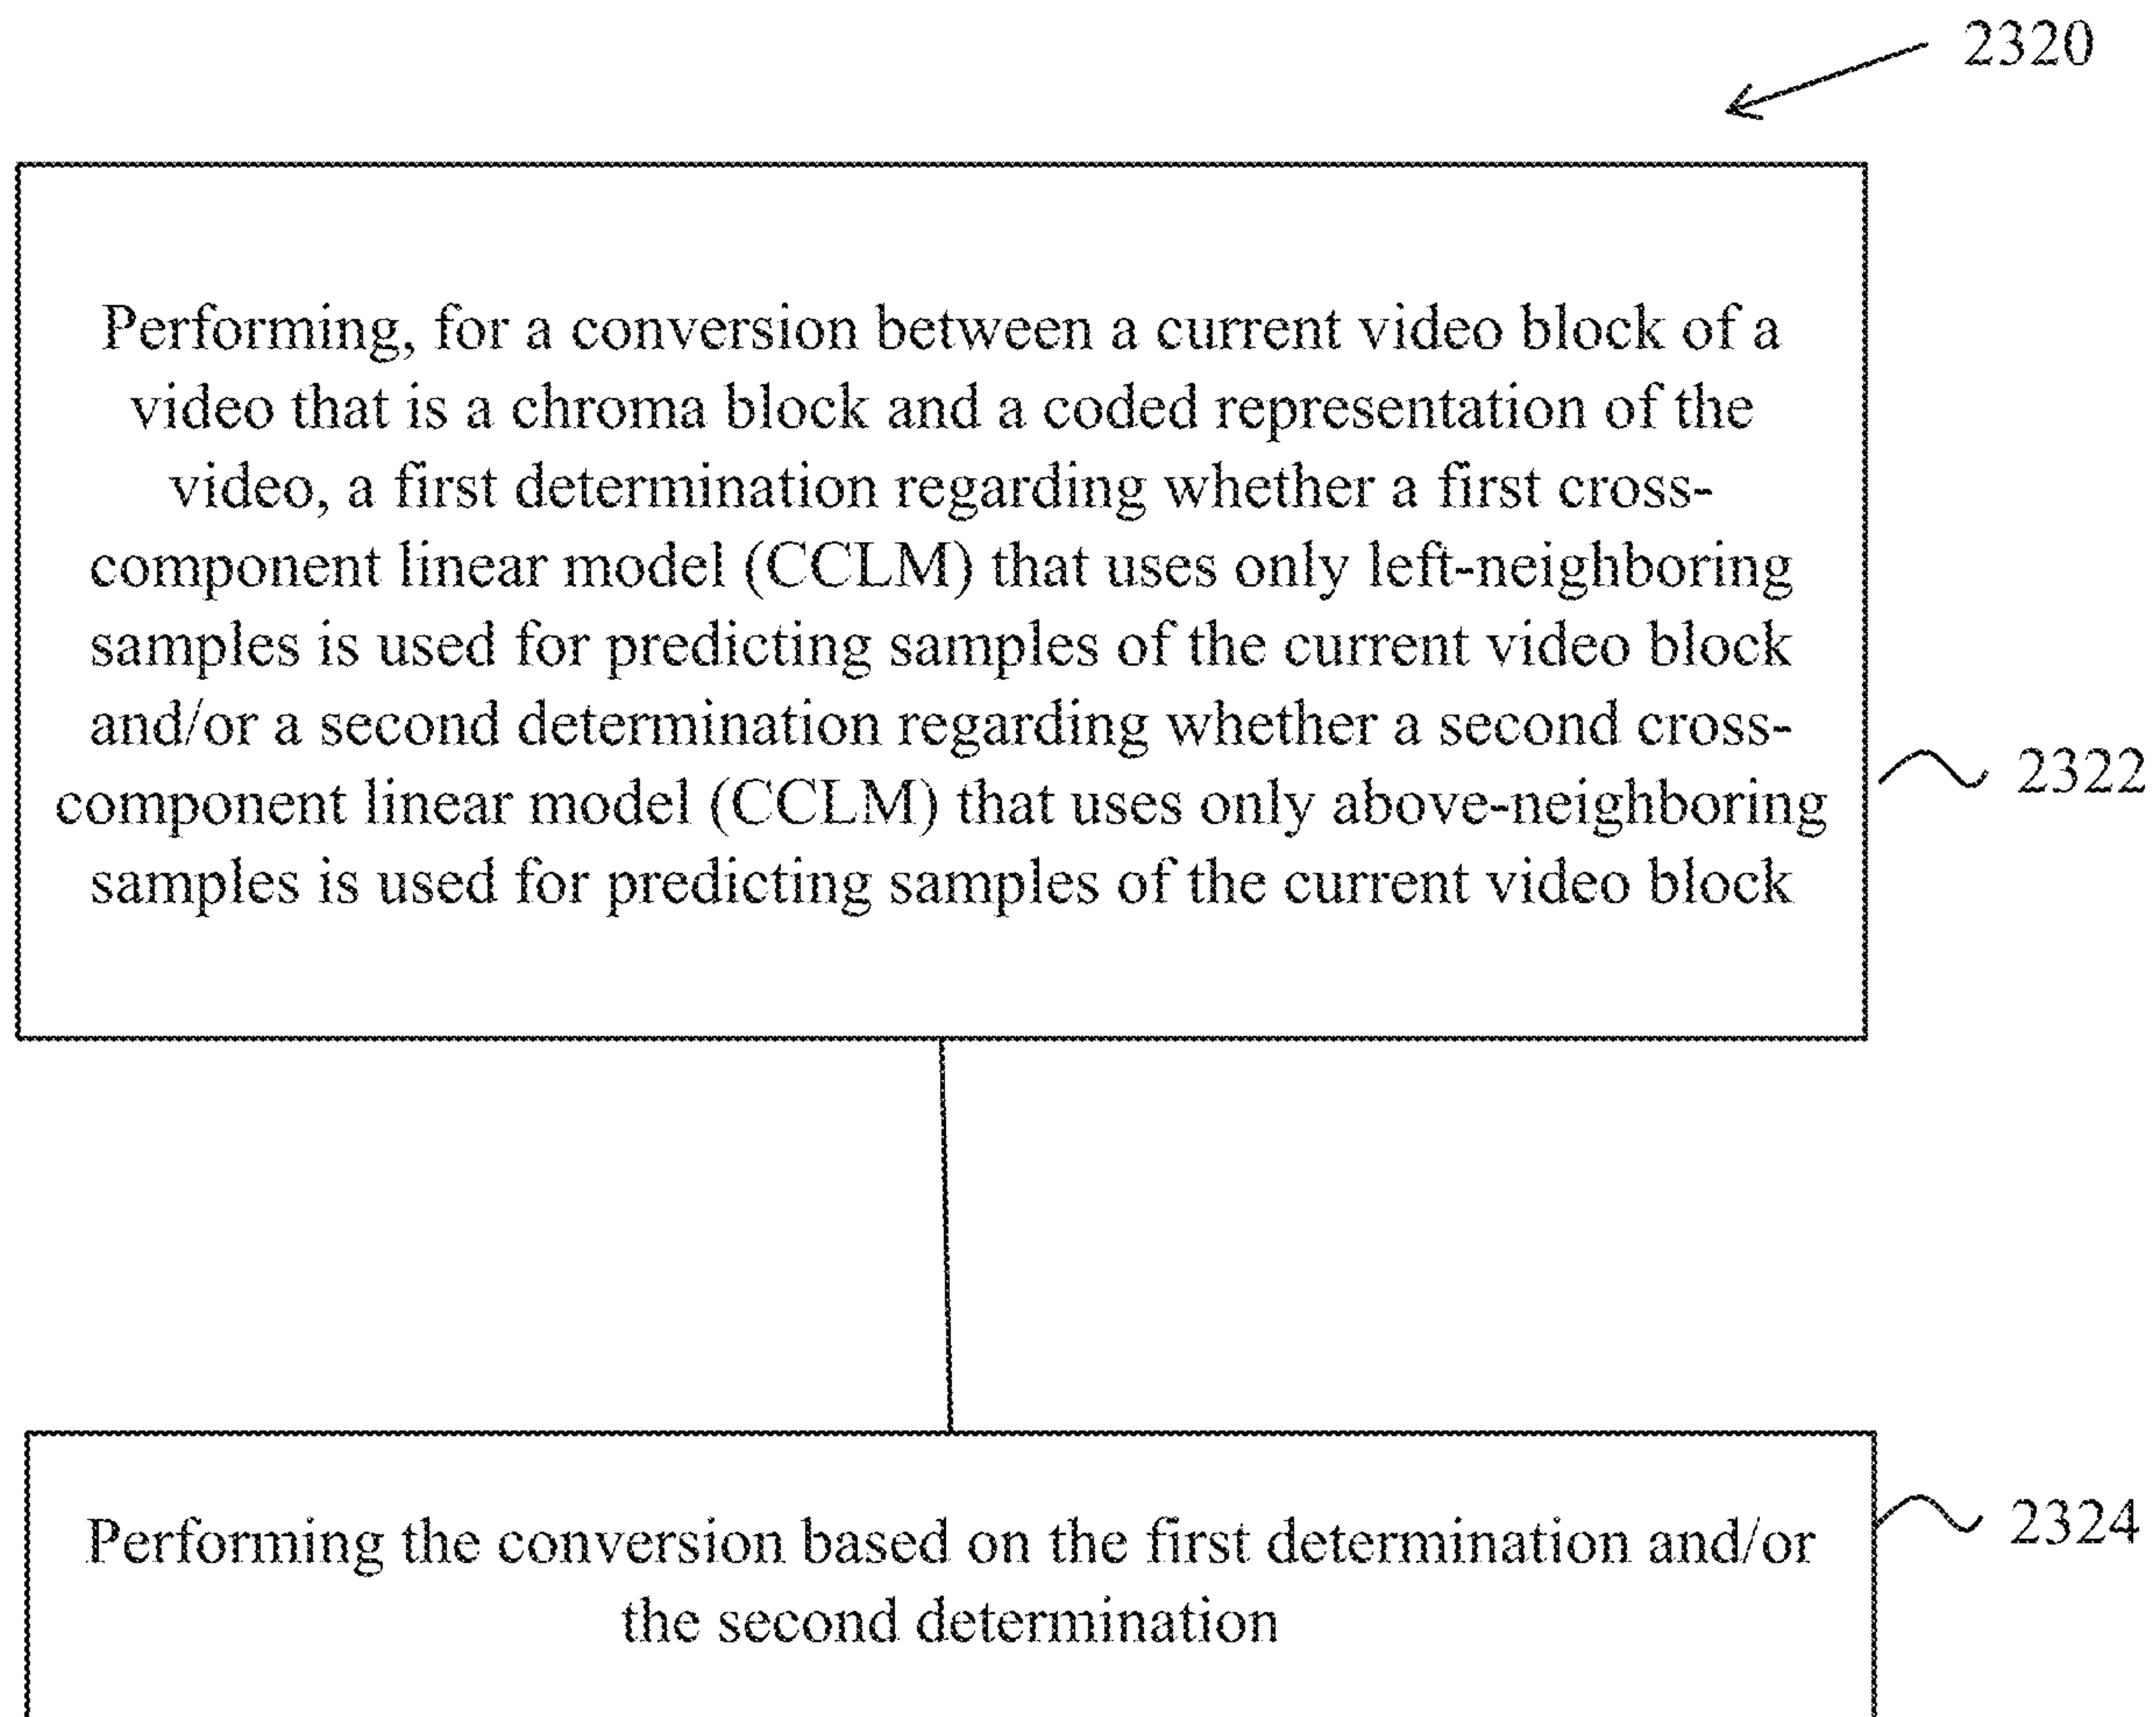 2320
Performing, for a conversion between a current video block of a
video that is a chroma block and a coded representation of the
video, a first determination regarding whether a first cross-
component linear model (CCLM) that uses only left-neighboring
samples is used for predicting samples of the current video block
and/or a second determination regarding whether a second cross-
component linear model (CCLM) that uses only above-neighboring
samples is used for predicting samples of the current video block
2322
Performing the conversion based on the first determination and/or
the second determination
2324